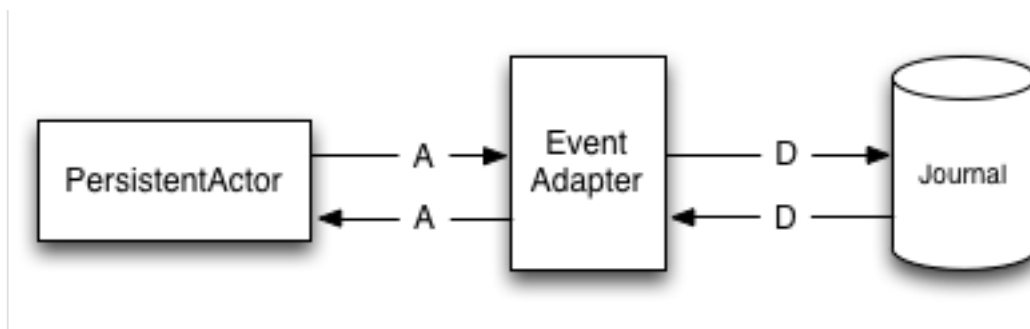 PersistentActor
A
A
Event
Adapter
D
D
Journal